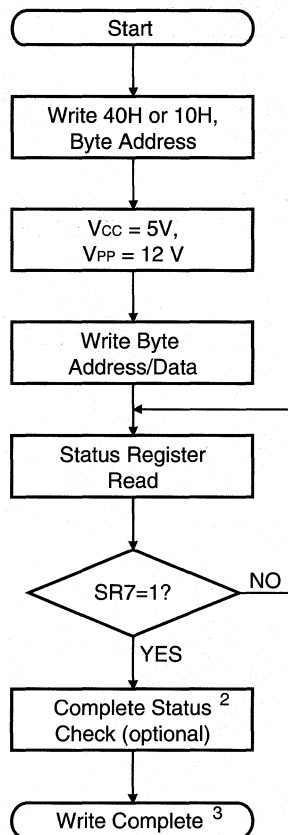 Start
Write 40H or 10H,
Byte Address
VCC = 5V,
VPP = 12 V
Write Byte
Address/Data
Status Register
Read
SR7=1?
NO
YES
Complete Status 2
Check (optional)
Write Complete 3